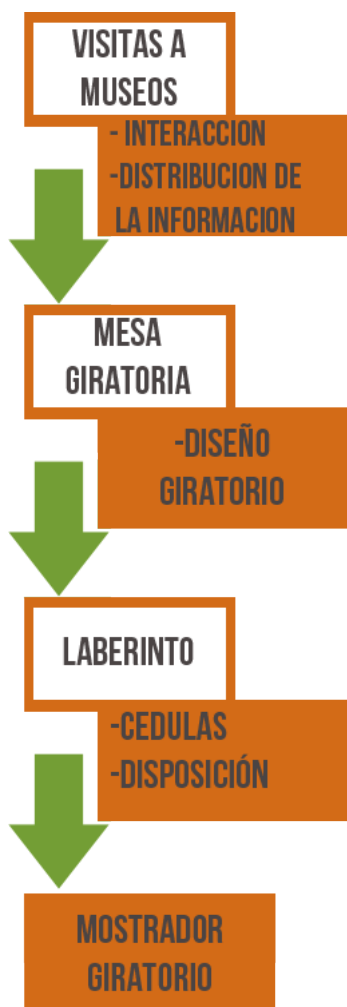 VISITAS A
MUSEOS
- INTERACCION
-DISTRIBUCION DE
LA INFORMACION
MESA
GIRATORIA
-DISEÑO
GIRATORIO
LABERINTO
-CEDULAS
-DISPOSICIÓN
MOSTRADOR
GIRATORIO